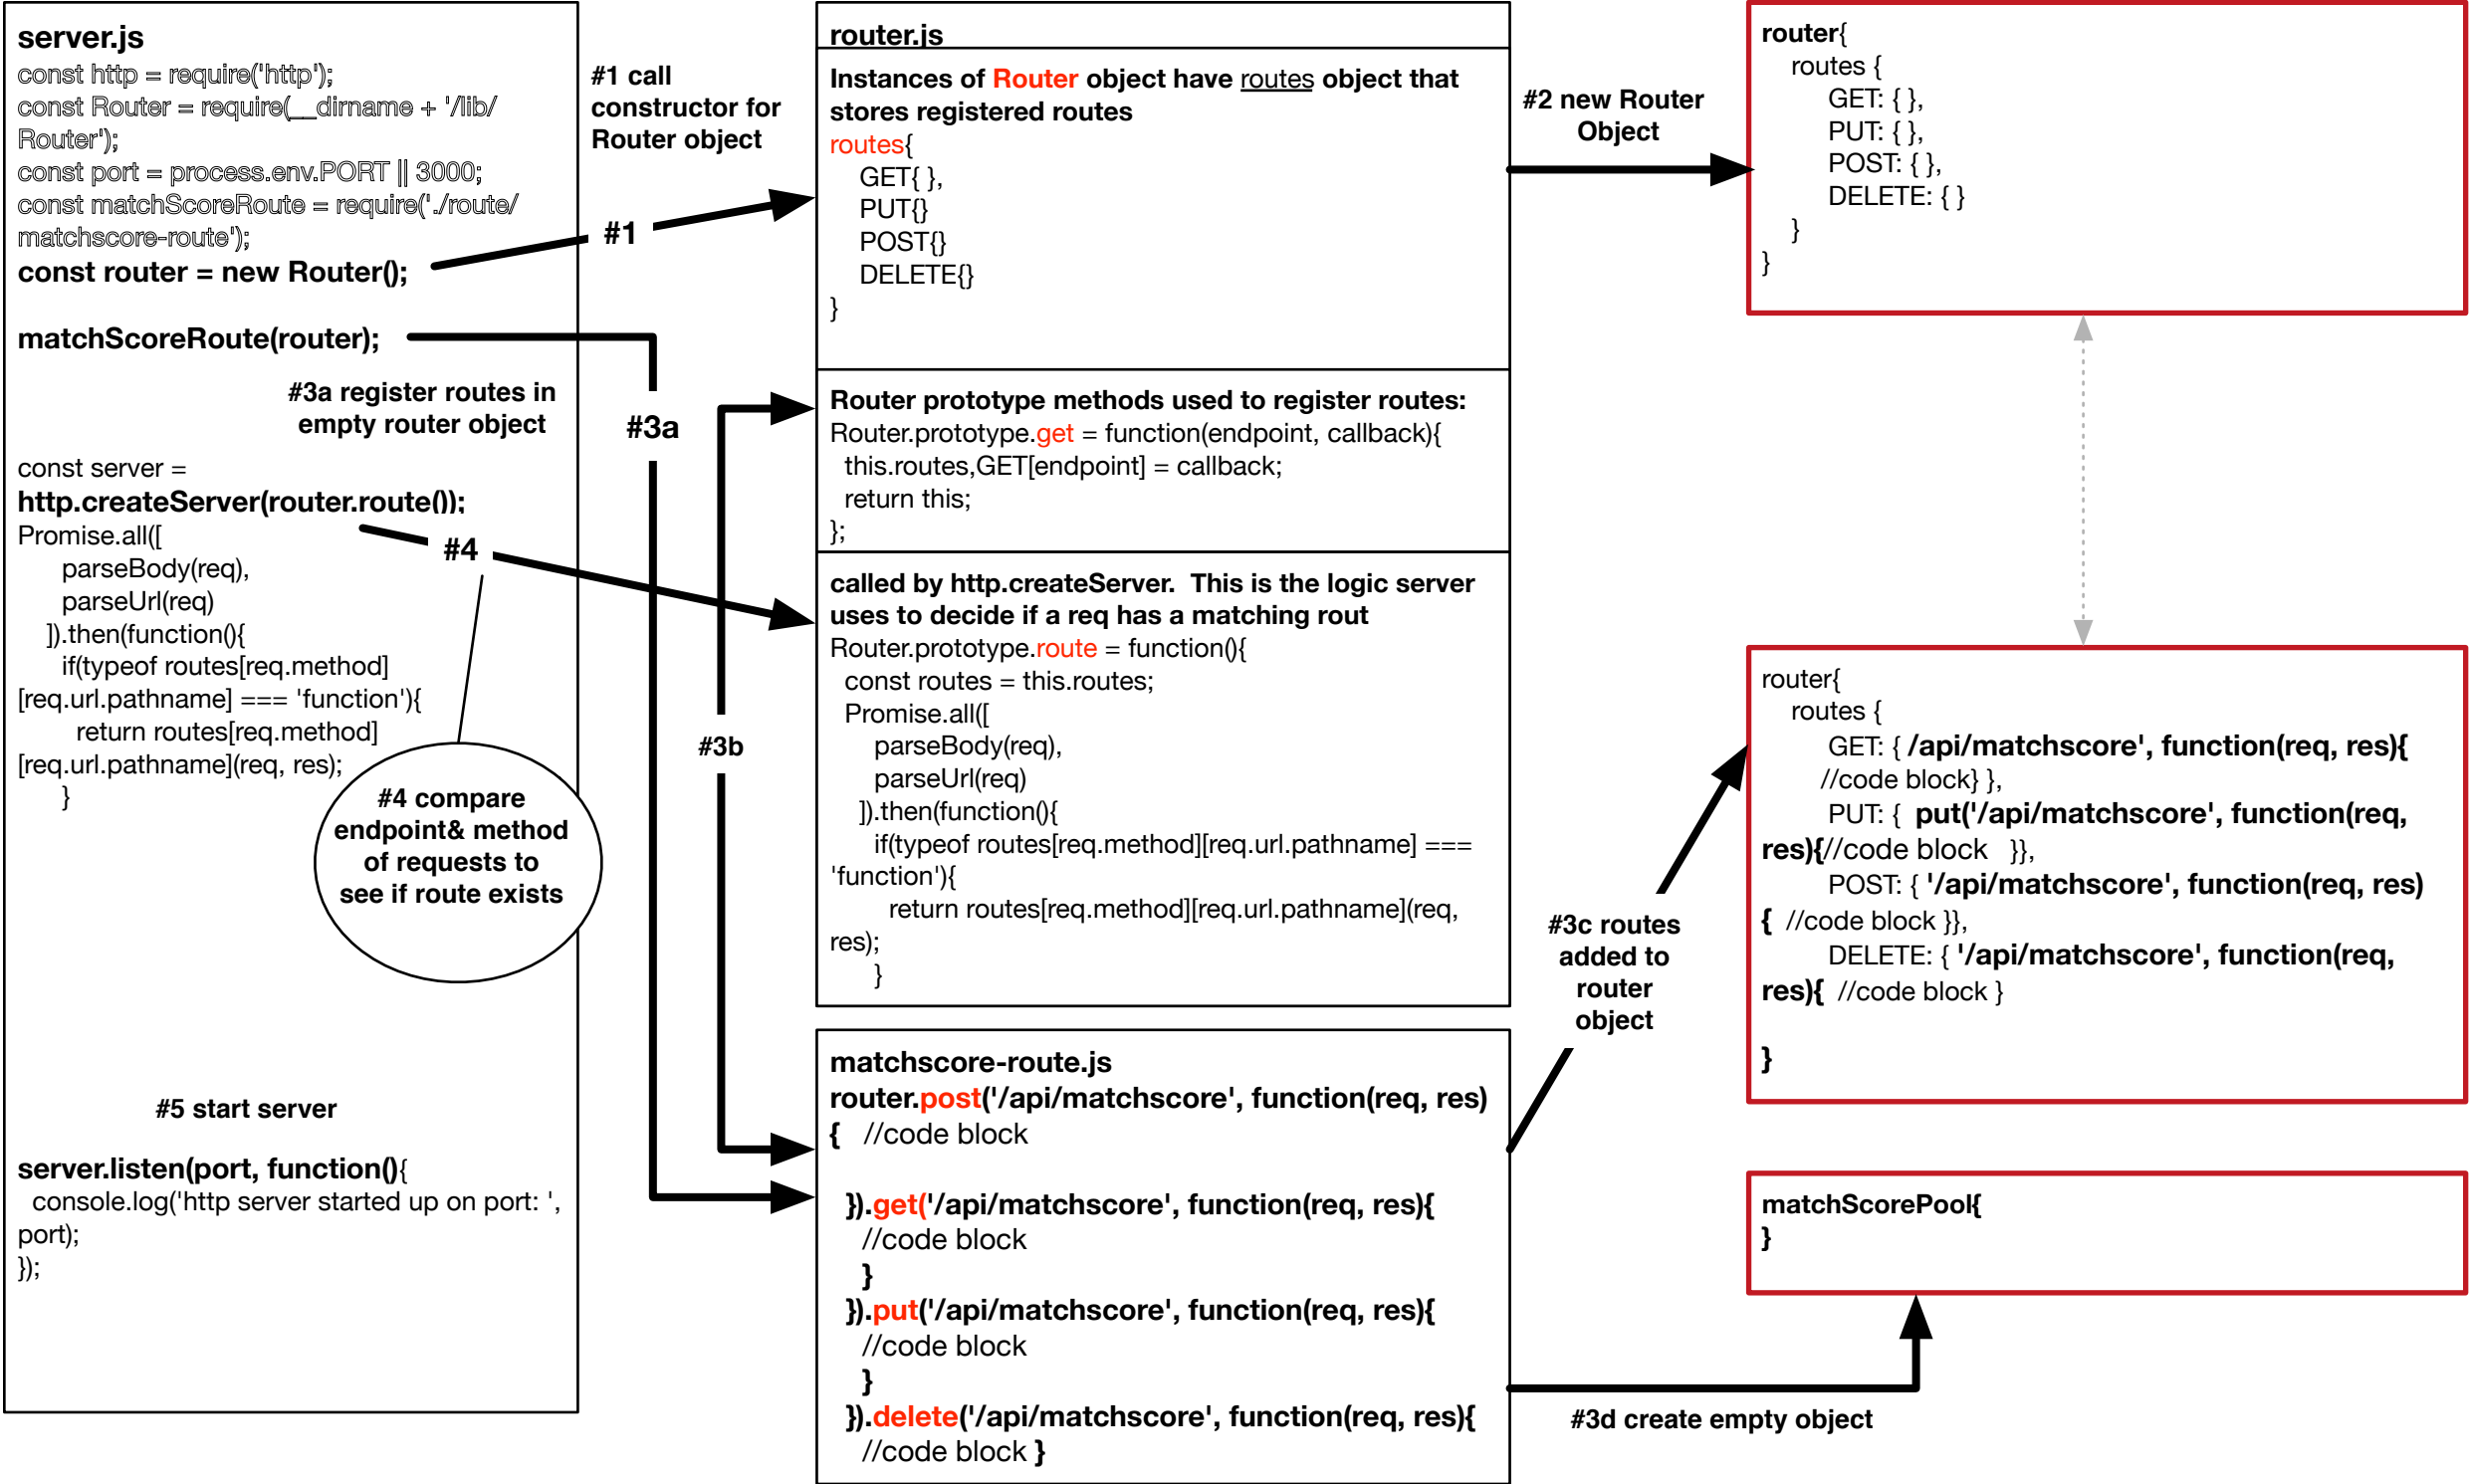 server.js
const http = require('http');
const Router = require(__dirname + '/lib/
Router');
const port = process.env.PORT || 3000;
const matchScoreRoute = require('./route/
matchscore-route');
const router = new Router();
matchScoreRoute(router);
#3a register routes in
empty router object
const server =
http.createServer(router.route());
Promise.all([
parseBody(req),
parseUrl(req)
]).then(function(){
if(typeof routes[req.method]
[req.url.pathname] === 'function'){
return routes[req.method]
[req.url.pathname](req, res);
}
#4 compare
endpoint& method
of requests to
see if route exists
#5 start server
server.listen(port, function(){
console.log('http server started up on port: ',
port);
});
#1 call
constructor for
Router object
#1
#3a
#4
#3b
router.js
Instances of Router object have routes object that
stores registered routes
routes{
GET{ },
PUT{}
POST{}
DELETE{}
}
Router prototype methods used to register routes:
Router.prototype.get = function(endpoint, callback){
this.routes,GET[endpoint] = callback;
return this;
};
called by http.createServer.  This is the logic server
uses to decide if a req has a matching rout
Router.prototype.route = function(){
const routes = this.routes;
Promise.all([
parseBody(req),
parseUrl(req)
]).then(function(){
if(typeof routes[req.method][req.url.pathname] ===
'function'){
return routes[req.method][req.url.pathname](req,
res);
}
matchscore-route.js
router.post('/api/matchscore', function(req, res)
{ //code block
}).get('/api/matchscore', function(req, res){
//code block
}
}).put('/api/matchscore', function(req, res){
//code block
}
}).delete('/api/matchscore', function(req, res){
//code block }
#2 new Router
Object
#3c routes
added to
router
object
#3d create empty object
router{
routes {
GET: { },
PUT: { },
POST: { },
DELETE: { }
}
}
router{
routes {
GET: { /api/matchscore', function(req, res){
//code block} },
PUT: { put('/api/matchscore', function(req,
res){//code block }},
POST: { '/api/matchscore', function(req, res)
{ //code block }},
DELETE: { '/api/matchscore', function(req,
res){ //code block }
}
matchScorePool{
}